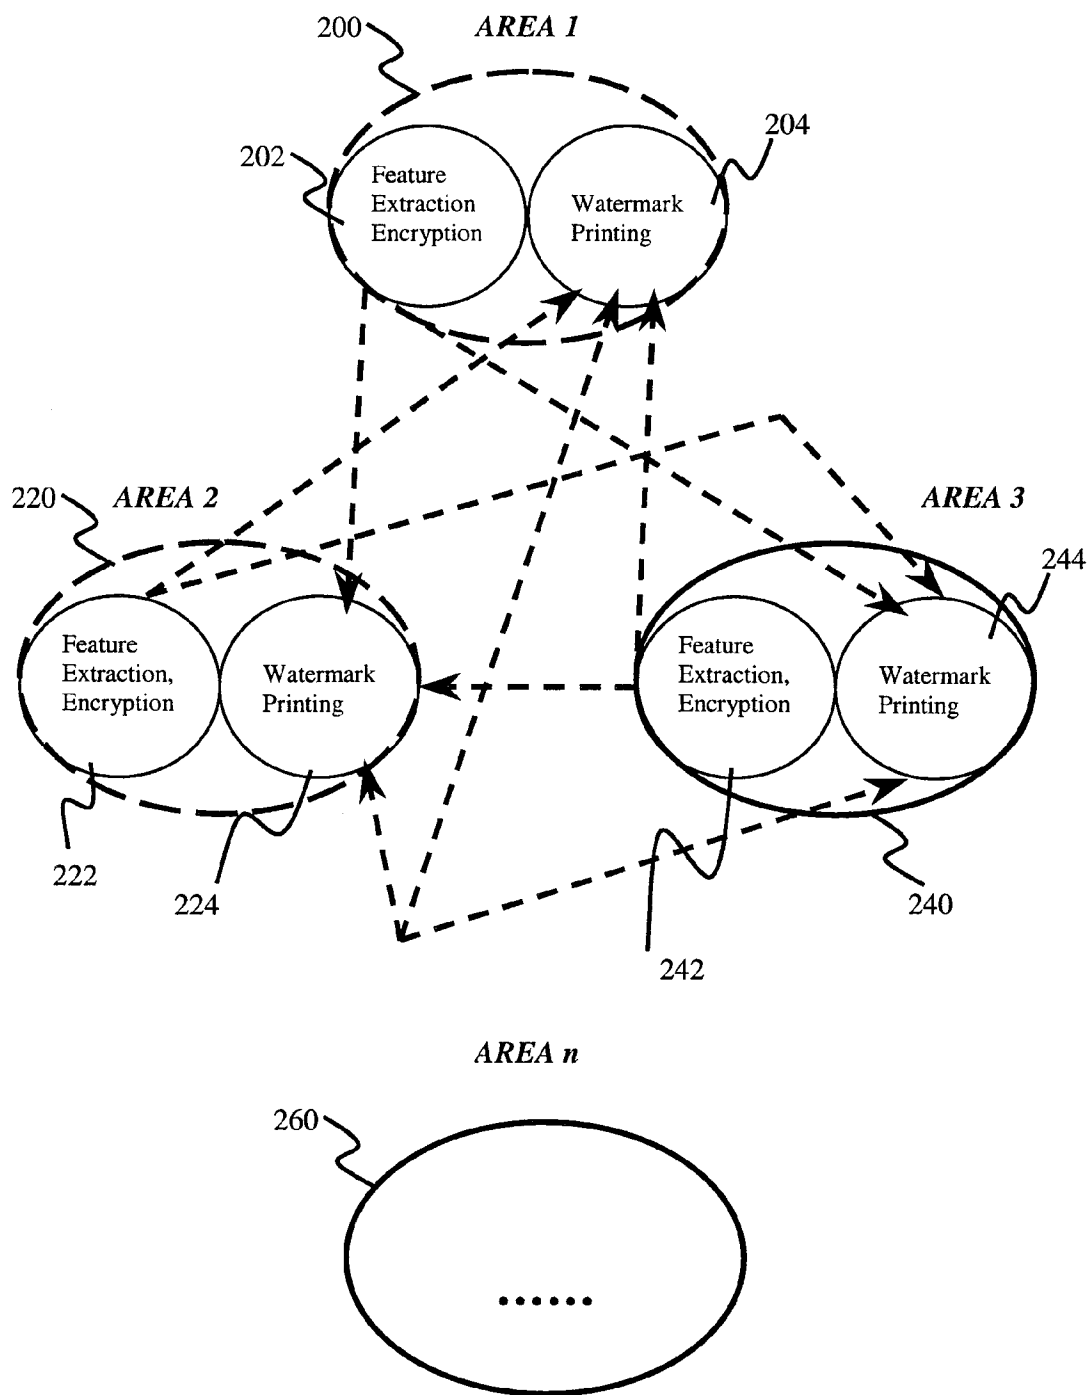 AREA 1
200
202
204
Feature
Extraction
Encryption
Watermark
Printing
AREA 2
220
AREA 3
244
Feature
Extraction,
Encryption
Watermark
Printing
Feature
Extraction,
Encryption
Watermark
Printing
222
224
242
240
AREA n
260
......